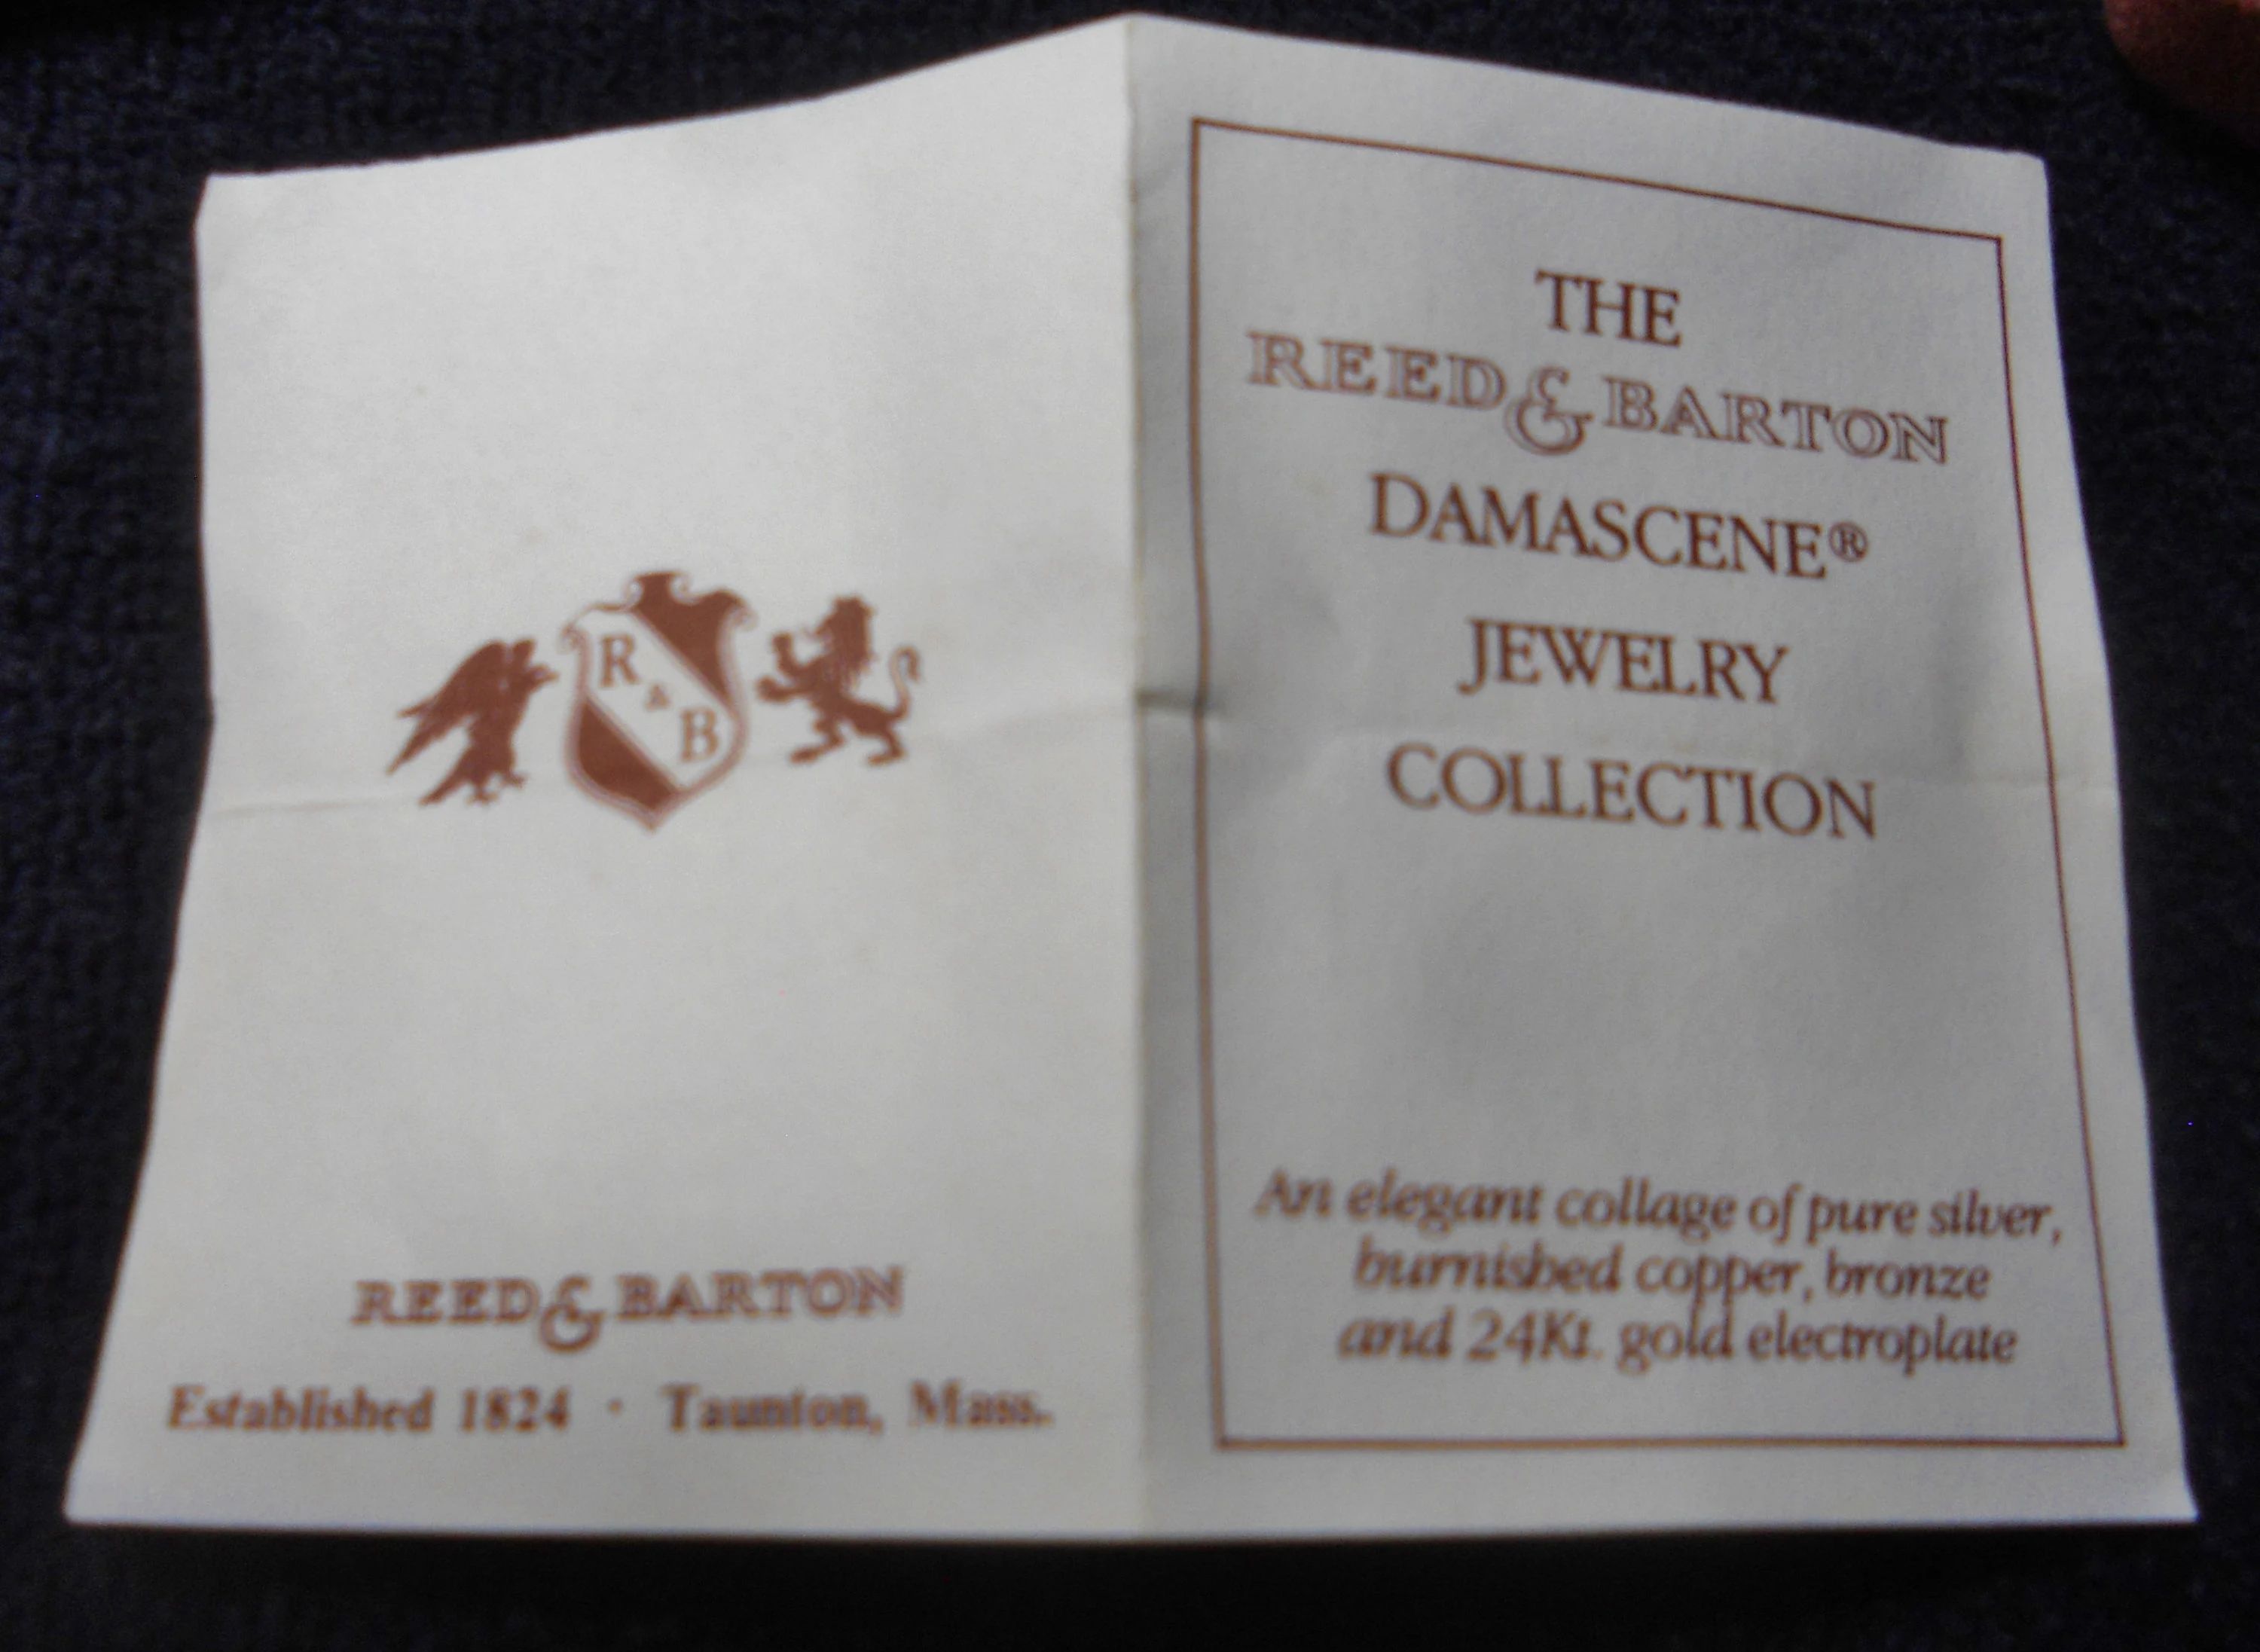 R
&
B
REED & BARTON
Established 1824 · Taunton, Mass.
THE
REED & BARTON
DAMASCENE®
JEWELRY
COLLECTION
An elegant collage of pure silver,
burnished copper, bronze
and 24Kt. gold electroplate